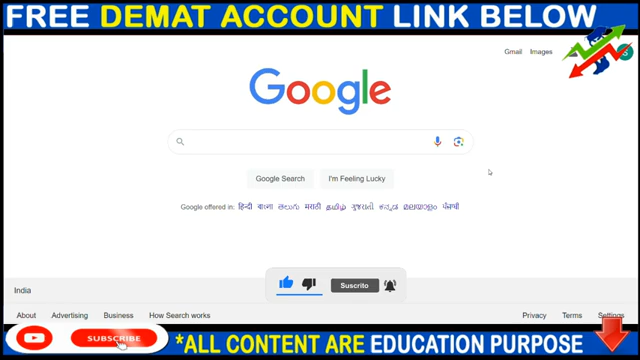 FREE DEMAT ACCOUNT LINK BELOW
Gmail Images
S
Google
Google Search I'm Feeling Lucky
Google offered in: हिन्दी বাংলা తెలుగు मराठी தமிழ் ગુજરાતી ಕನ್ನಡ മലയാളം ਪੰਜਾਬੀ
Suscrito
India
About Advertising Business How Search works Privacy Terms Settings
SUBSCRIBE
*ALL CONTENT ARE EDUCATION PURPOSE